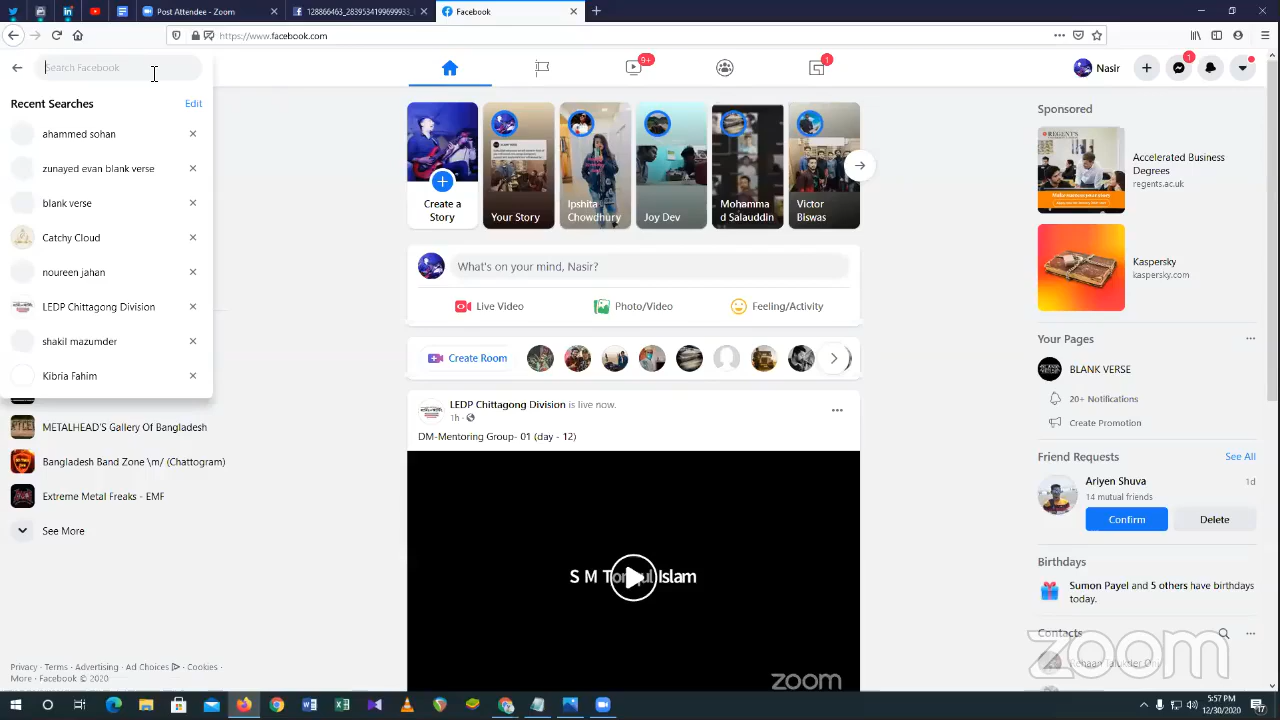 Post Attendee - Zoom
128866463_2839534199699933_
Facebook
https://www.facebook.com
Search Facebook
Recent Searches
Edit
ahammed sohan
zunayed evan blank verse
blank verse
Catchy Cloud
noureen jahan
LEDP Chittagong Division
shakil mazumder
Kibria Fahim
METALHEAD'S Gallery Of Bangladesh
Bangladesh Band Zone \m/ (Chattogram)
Extreme Metal Freaks - EMF
See More
Privacy · Terms · Advertising · Ad Choices · Cookies ·
More · Facebook © 2020
9+
1
Nasir
1
Create a
Story
Your Story
Ipshita
Chowdhury
Joy Dev
Mohamma
d Salauddin
Victor
Biswas
What's on your mind, Nasir?
Live Video
Photo/Video
Feeling/Activity
Create Room
LEDP Chittagong Division is live now.
1h ·
DM-Mentoring Group- 01 (day - 12)
S M T Islam
zoom
Sponsored
REGENT'S
Accelerated Business
Degrees
regents.ac.uk
Kaspersky
kaspersky.com
Your Pages
BLANK VERSE
20+ Notifications
Create Promotion
Friend Requests
See All
Ariyen Shuva
1d
14 mutual friends
Confirm
Delete
Birthdays
Sumon Payel and 5 others have birthdays
today.
Contacts
zoom
5:57 PM
12/30/2020